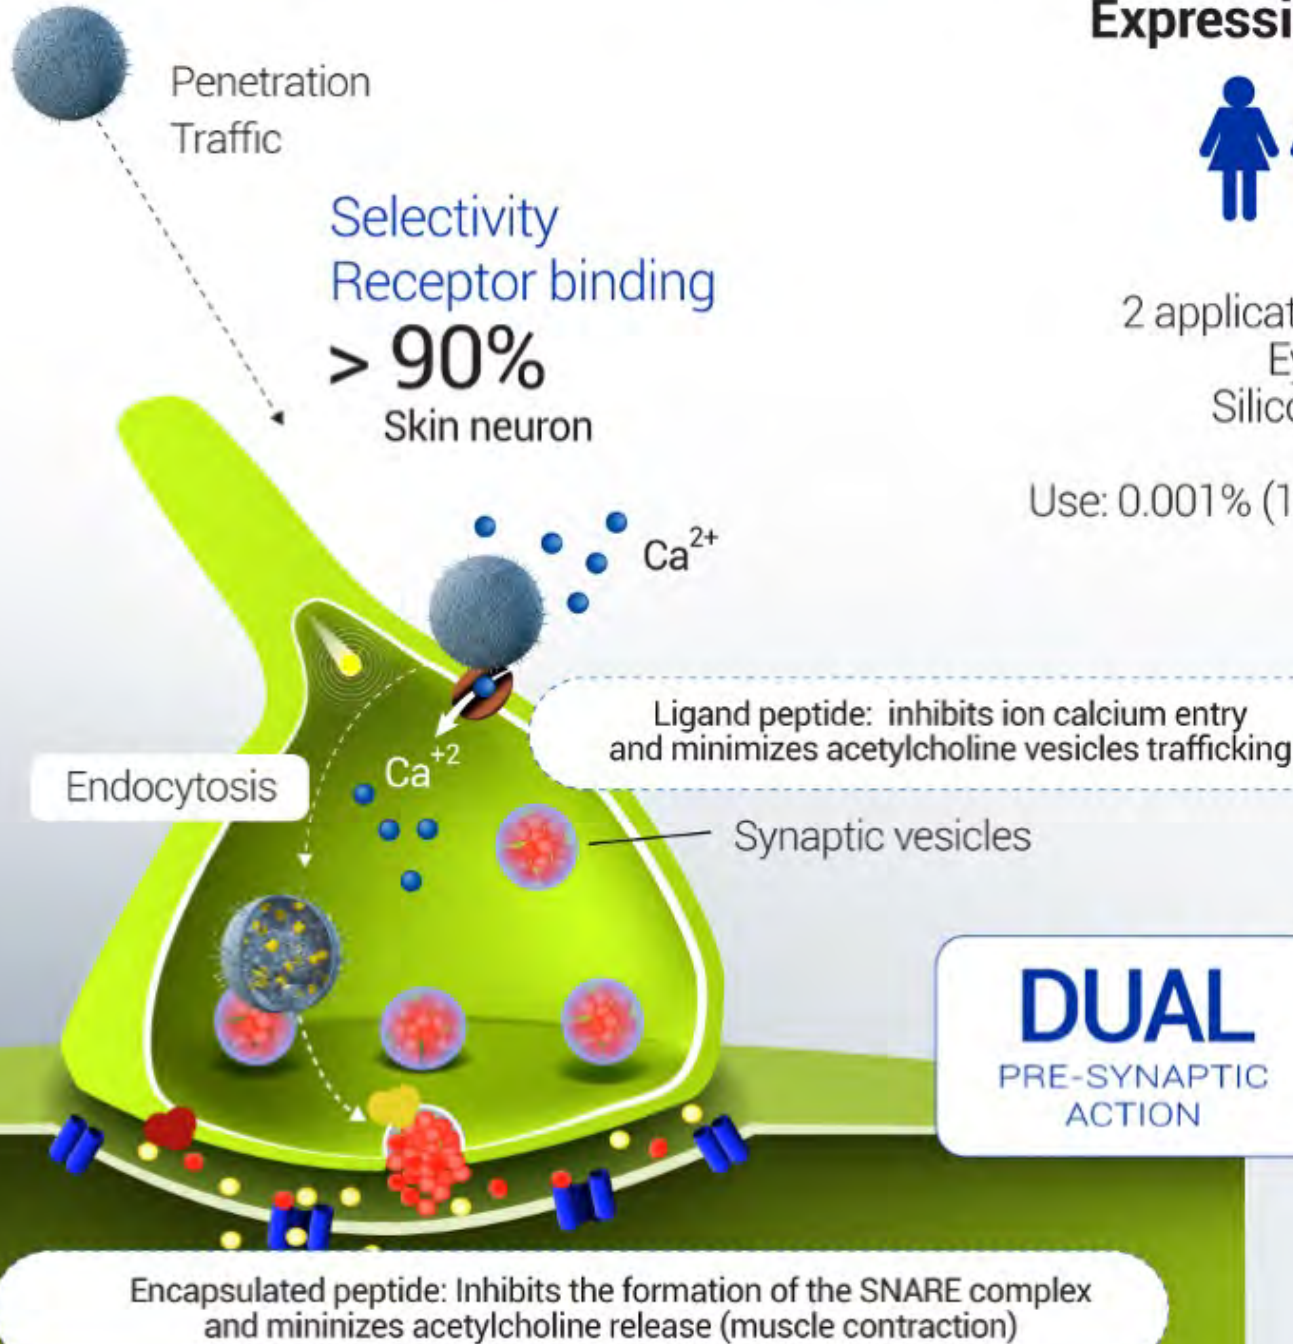 Expressi
Penetration
Traffic
Selectivity
Receptor binding
> 90%
Skin neuron
2 applicat
Ey
Silico
Use: 0.001% (1
Ca2+
Ligand peptide: inhibits ion calcium entry
and minimizes acetylcholine vesicles trafficking
Ca+2
Endocytosis
Synaptic vesicles
DUAL
PRE-SYNAPTIC
ACTION
Encapsulated peptide: Inhibits the formation of the SNARE complex
and mininizes acetylcholine release (muscle contraction)